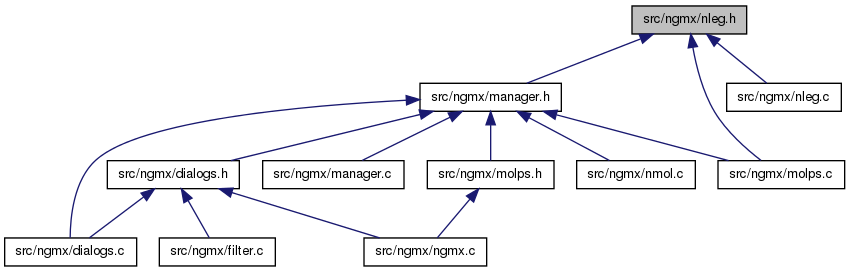 src/ngmx/nleg.h
src/ngmx/manager.h
src/ngmx/nleg.c
src/ngmx/dialogs.h
src/ngmx/manager.c
src/ngmx/molps.h
src/ngmx/nmol.c
src/ngmx/molps.c
src/ngmx/dialogs.c
src/ngmx/filter.c
src/ngmx/ngmx.c